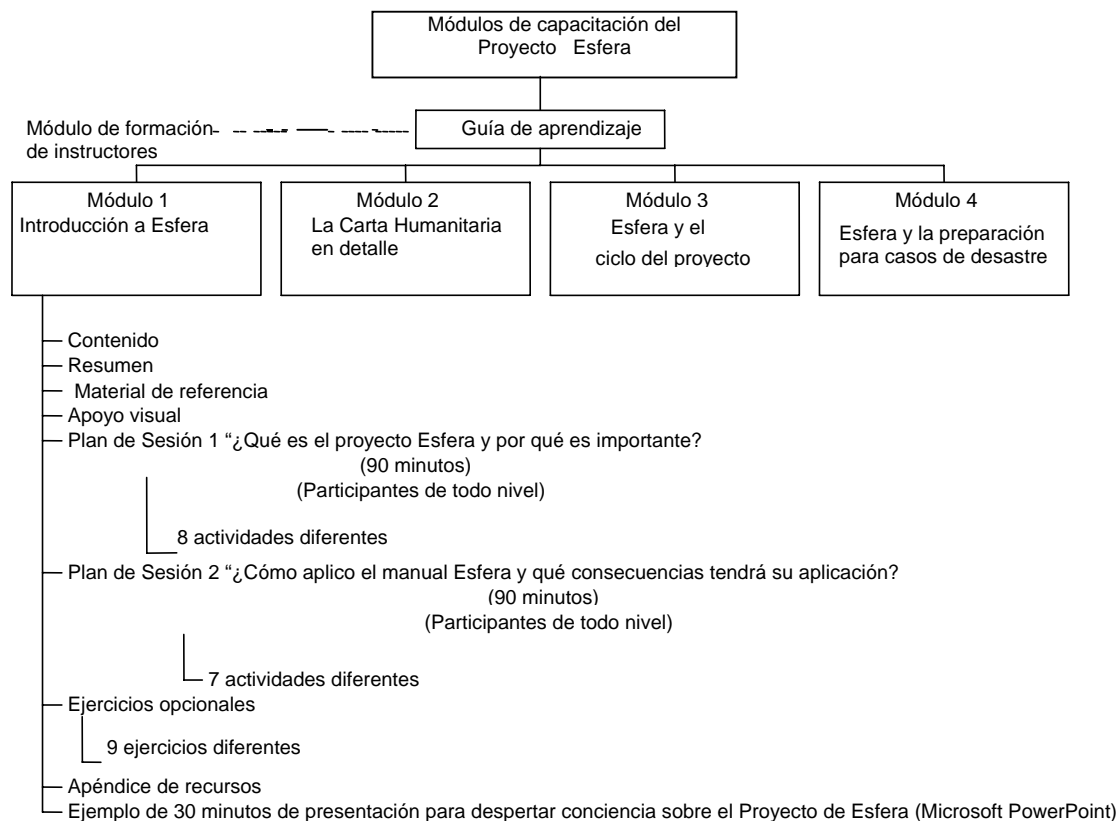 Módulos de capacitación del
Proyecto Esfera
Guía de aprendizaje
Módulo de formación
de instructores
Módulo 1
Introducción a Esfera
Módulo 2
La Carta Humanitaria
en detalle
Módulo 3
Esfera y el
ciclo del proyecto
Módulo 4
Esfera y la preparación
para casos de desastre
Contenido
Resumen
Material de referencia
Apoyo visual
Plan de Sesión 1 “¿Qué es el proyecto Esfera y por qué es importante?
(90 minutos)
(Participantes de todo nivel)
8 actividades diferentes
Plan de Sesión 2 “¿Cómo aplico el manual Esfera y qué consecuencias tendrá su aplicación?
(90 minutos)
(Participantes de todo nivel)
7 actividades diferentes
Ejercicios opcionales
9 ejercicios diferentes
Apéndice de recursos
Ejemplo de 30 minutos de presentación para despertar conciencia sobre el Proyecto de Esfera (Microsoft PowerPoint)